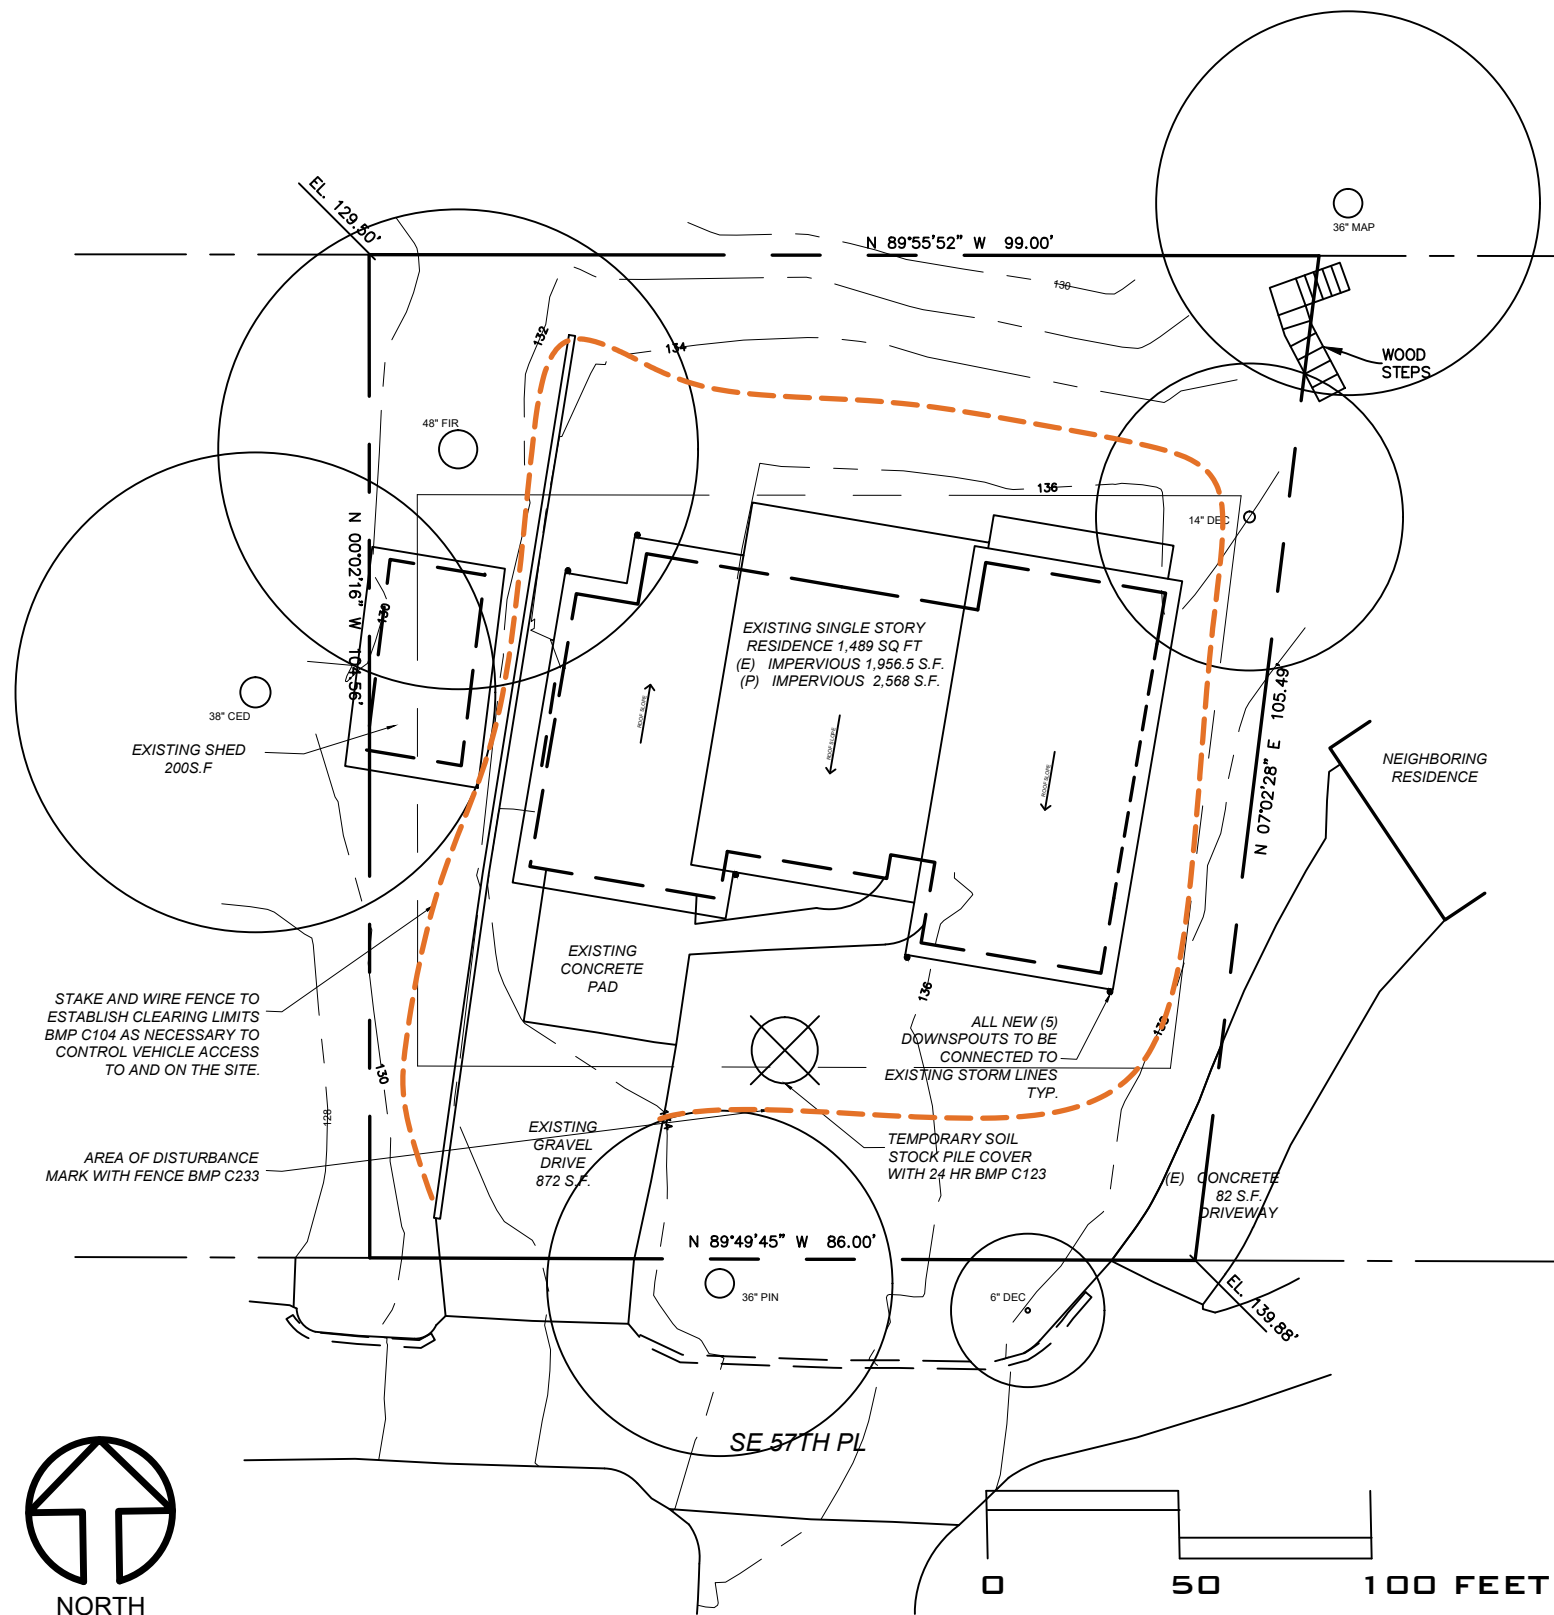 36" MAP
EL. 129.50'
N 89°55'52" W 99.00'
130
132
134
WOOD
STEPS
48" FIR
136
14" DEC
N 00°02'16" W 104.56'
130
EXISTING SINGLE STORY
RESIDENCE 1,489 SQ FT
(E) IMPERVIOUS 1,956.5 S.F.
(P) IMPERVIOUS 2,568 S.F.
ROOF SLOPE
ROOF SLOPE
ROOF SLOPE
38" CED
EXISTING SHED
200S.F
N 07°02'28" E 105.49'
NEIGHBORING
RESIDENCE
EXISTING
CONCRETE
PAD
STAKE AND WIRE FENCE TO
ESTABLISH CLEARING LIMITS
BMP C104 AS NECESSARY TO
CONTROL VEHICLE ACCESS
TO AND ON THE SITE.
136
ALL NEW (5)
DOWNSPOUTS TO BE
CONNECTED TO
EXISTING STORM LINES
TYP.
130
128
EXISTING
GRAVEL
DRIVE
872 S.F.
TEMPORARY SOIL
STOCK PILE COVER
WITH 24 HR BMP C123
AREA OF DISTURBANCE
MARK WITH FENCE BMP C233
(E) CONCRETE
82 S.F.
DRIVEWAY
N 89°49'45" W 86.00'
36" PIN
6" DEC
EL. 139.88'
SE 57TH PL
NORTH
0 50 100 FEET